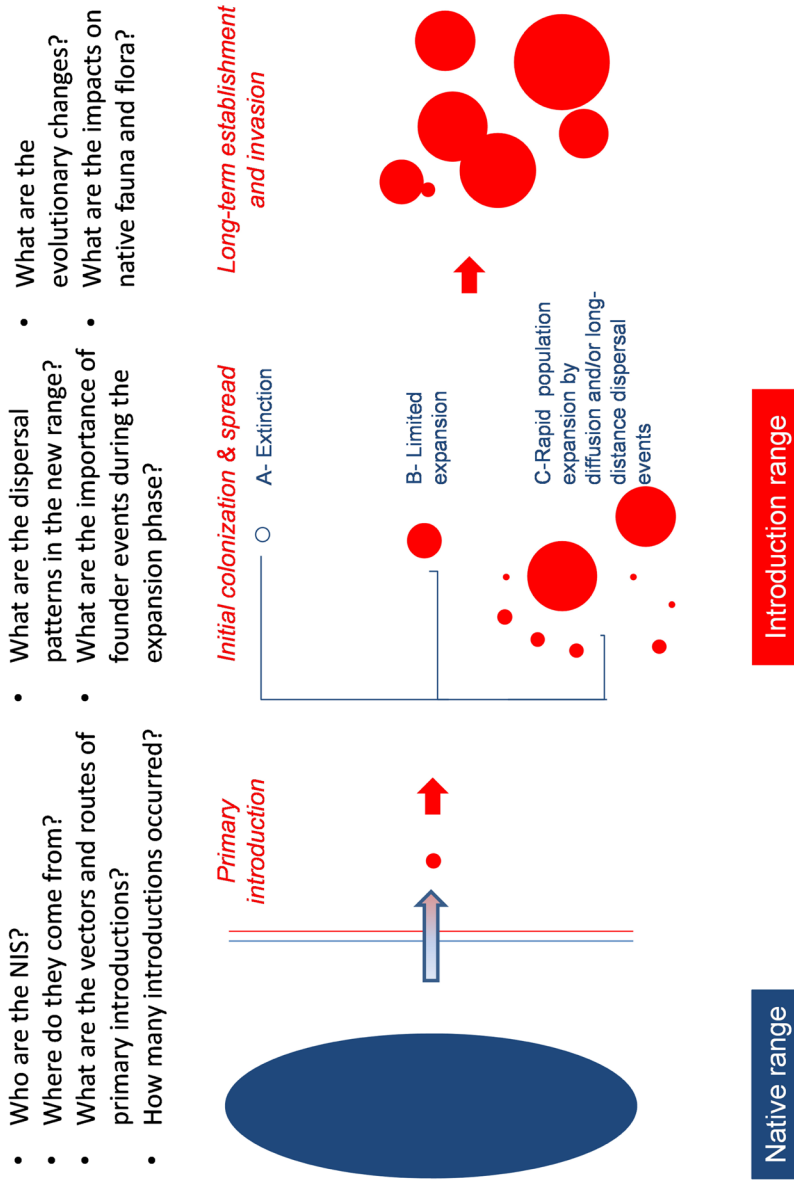 • Who are the NIS?
• Where do they come from?
• What are the vectors and routes of
primary introductions?
• How many introductions occurred?
• What are the dispersal
patterns in the new range?
• What are the importance of
founder events during the
expansion phase?
• What are the
evolutionary changes?
• What are the impacts on
native fauna and flora?
Primary
introduction
Initial colonization & spread
Long-term establishment
and invasion
A- Extinction
B- Limited
expansion
C-Rapid population
expansion by
diffusion and/or long-
distance dispersal
events
Native range
Introduction range